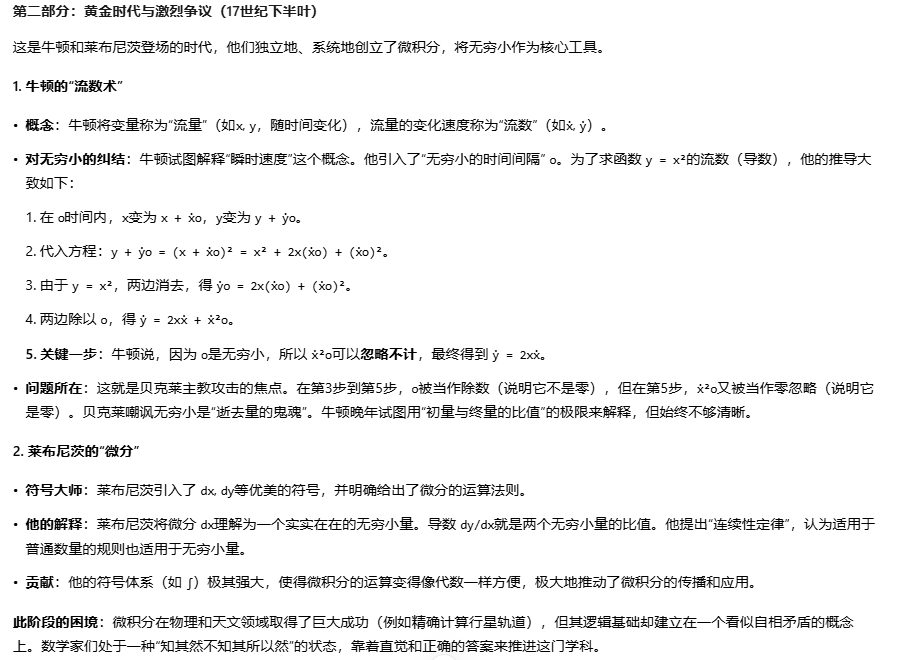 第二部分：黄金时代与激烈争议（17世纪下半叶）
这是牛顿和莱布尼茨登场的时代，他们独立地、系统地创立了微积分，将无穷小作为核心工具。
1. 牛顿的“流数术”
• 概念：牛顿将变量称为“流量”（如x, y，随时间变化），流量的变化速度称为“流数”（如ẋ, ẏ）。
• 对无穷小的纠结：牛顿试图解释“瞬时速度”这个概念。他引入了“无穷小的时间间隔” o。为了求函数 y = x²的流数（导数），他的推导大
致如下：
1. 在 o时间内，x变为 x + ẋo，y变为 y + ẏo。
2. 代入方程：y + ẏo = (x + ẋo)² = x² + 2x(ẋo) + (ẋo)²。
3. 由于 y = x²，两边消去，得 ẏo = 2x(ẋo) + (ẋo)²。
4. 两边除以 o，得 ẏ = 2xẋ + ẋ²o。
5. 关键一步：牛顿说，因为 o是无穷小，所以 ẋ²o可以忽略不计，最终得到 ẏ = 2xẋ。
• 问题所在：这就是贝克莱主教攻击的焦点。在第3步到第5步，o被当作除数（说明它不是零），但在第5步，ẋ²o又被当作零忽略（说明它
是零）。贝克莱嘲讽无穷小是“逝去量的鬼魂”。牛顿晚年试图用“初量与终量的比值”的极限来解释，但始终不够清晰。
2. 莱布尼茨的“微分”
• 符号大师：莱布尼茨引入了 dx, dy等优美的符号，并明确给出了微分的运算法则。
• 他的解释：莱布尼茨将微分 dx理解为一个实实在在的无穷小量。导数 dy/dx就是两个无穷小量的比值。他提出“连续性定律”，认为适用于
普通数量的规则也适用于无穷小量。
• 贡献：他的符号体系（如 ∫）极其强大，使得微积分的运算变得像代数一样方便，极大地推动了微积分的传播和应用。
此阶段的困境：微积分在物理和天文领域取得了巨大成功（例如精确计算行星轨道），但其逻辑基础却建立在一个看似自相矛盾的概念
上。数学家们处于一种“知其然不知其所以然”的状态，靠着直觉和正确的答案来推进这门学科。